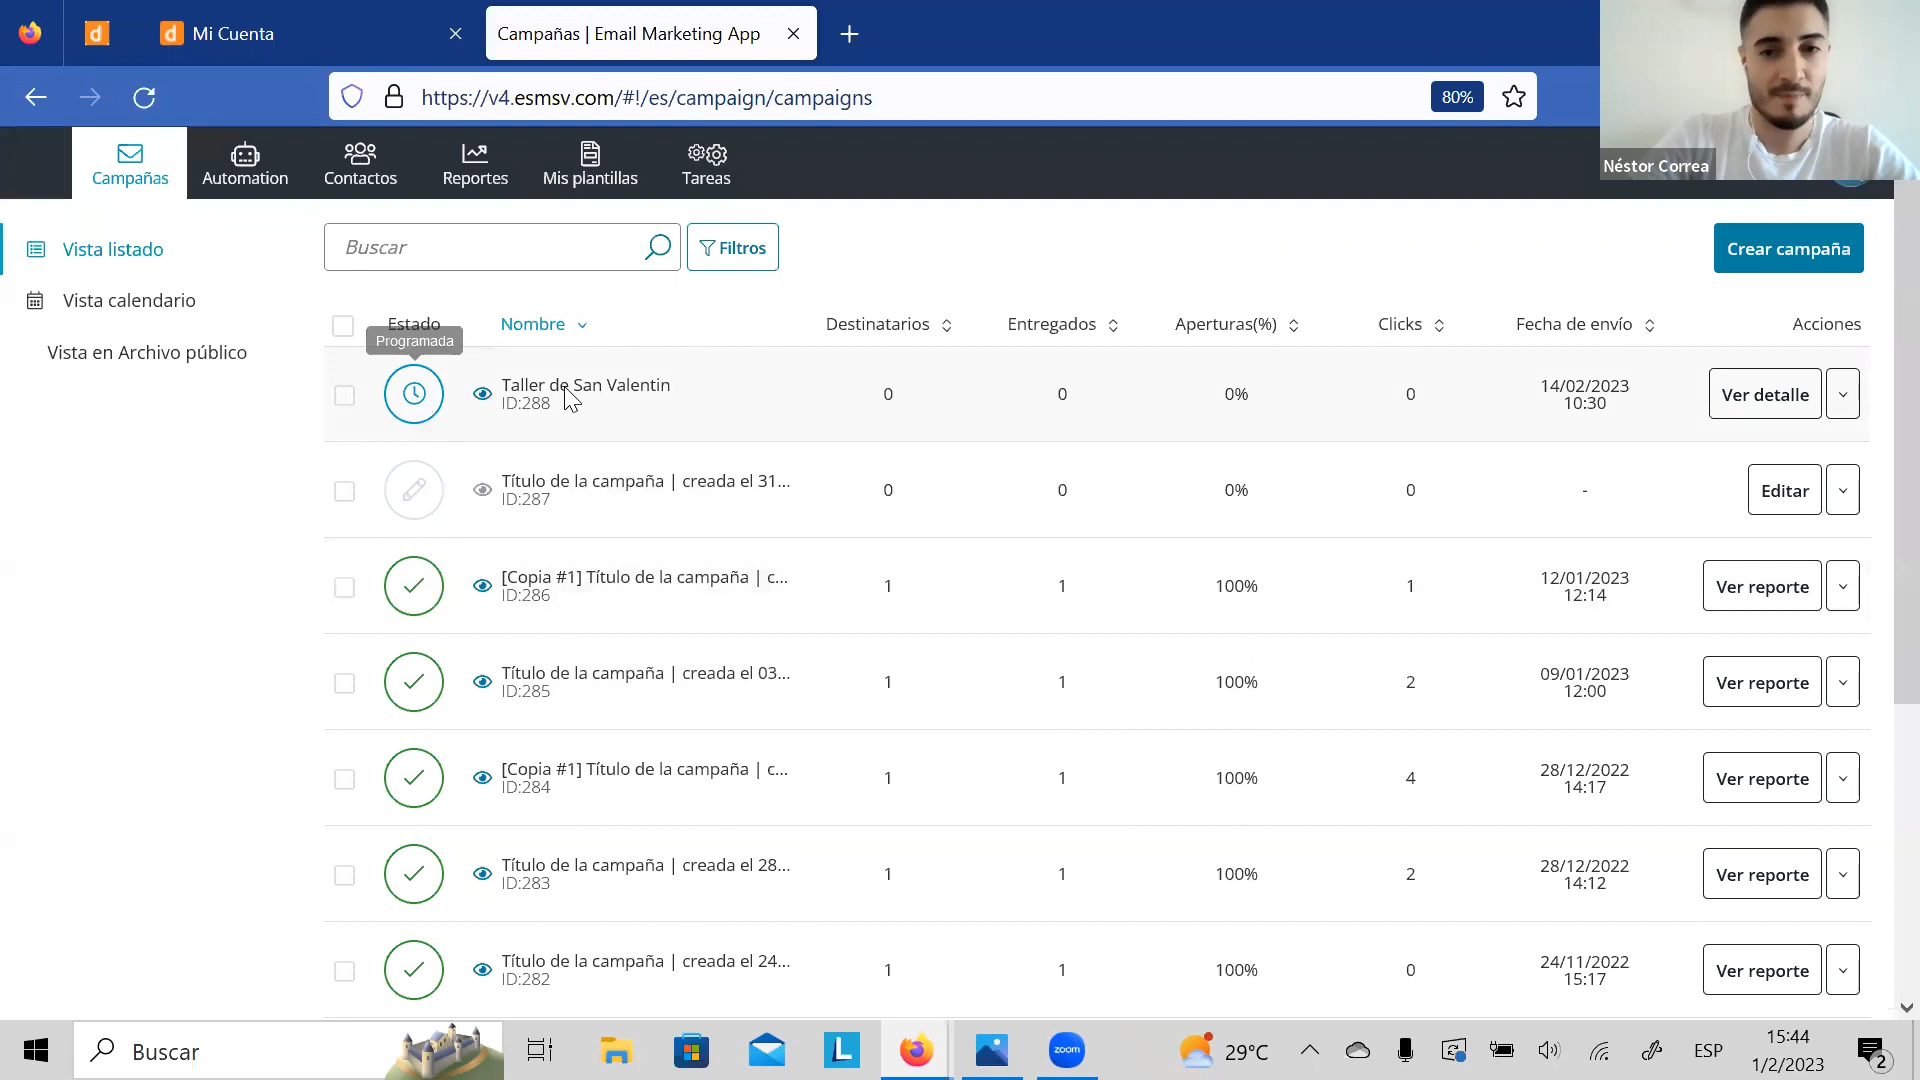 Mi Cuenta
Campañas | Email Marketing App
https://v4.esmsv.com/#!/es/campaign/campaigns
80%
Néstor Correa
Campañas
Automation
Contactos
Reportes
Mis plantillas
Tareas
Vista listado
Vista calendario
Vista en Archivo público
Buscar
Filtros
Crear campaña
Estado
Nombre
Destinatarios
Entregados
Aperturas(%)
Clicks
Fecha de envío
Acciones
Programada
Taller de San Valentin
ID:288
0
0
0%
0
14/02/2023
10:30
Ver detalle
Título de la campaña | creada el 31...
ID:287
0
0
0%
0
-
Editar
[Copia #1] Título de la campaña | c...
ID:286
1
1
100%
1
12/01/2023
12:14
Ver reporte
Título de la campaña | creada el 03...
ID:285
1
1
100%
2
09/01/2023
12:00
Ver reporte
[Copia #1] Título de la campaña | c...
ID:284
1
1
100%
4
28/12/2022
14:17
Ver reporte
Título de la campaña | creada el 28...
ID:283
1
1
100%
2
28/12/2022
14:12
Ver reporte
Título de la campaña | creada el 24...
ID:282
1
1
100%
0
24/11/2022
15:17
Ver reporte
Buscar
L
zoom
29°C
ESP
15:44
1/2/2023
2